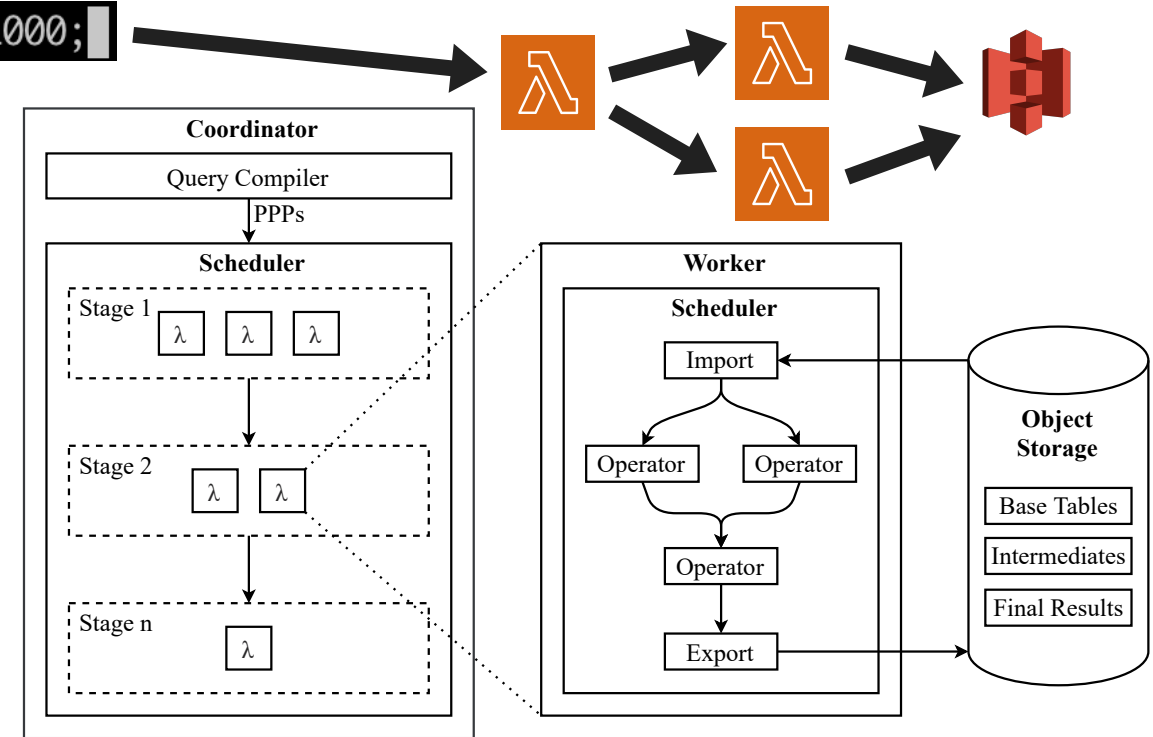 000;
Coordinator
Query Compiler
PPPs
Scheduler
Stage 1
λ λ λ
Stage 2
λ λ
Stage n
λ
Worker
Scheduler
Import
Operator Operator
Operator
Export
Object
Storage
Base Tables
Intermediates
Final Results